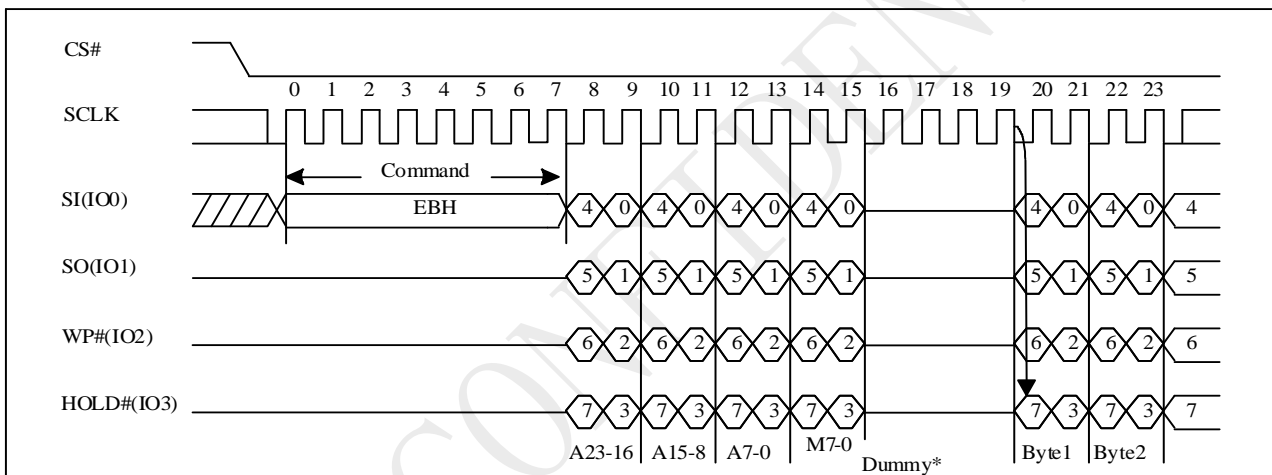 CS#
0 1 2 3 4 5 6 7 8 9 10 11 12 13 14 15 16 17 18 19 20 21 22 23
SCLK
Command
SI(IO0) EBH 4 0 4 0 4 0 4 0 4 0 4 0 4
SO(IO1) 5 1 5 1 5 1 5 1 5 1 5 1 5
WP#(IO2) 6 2 6 2 6 2 6 2 6 2 6 2 6
HOLD#(IO3) 7 3 7 3 7 3 7 3 7 3 7 3 7
A23-16 A15-8 A7-0 M7-0 Dummy* Byte1 Byte2
CONFIDEN